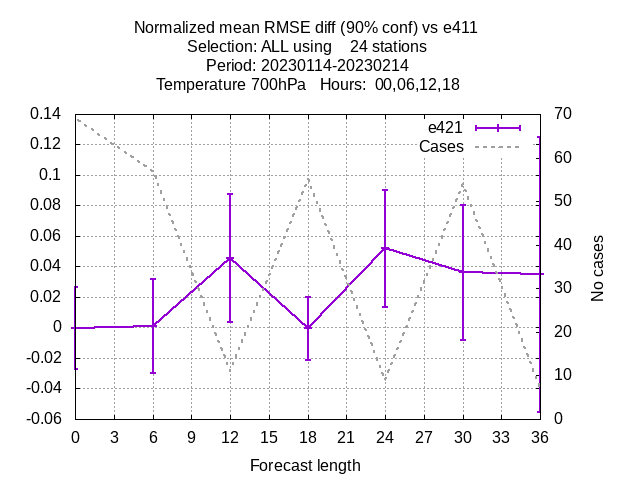 Normalized mean RMSE diff (90% conf) vs e411
Selection: ALL using    24 stations
Period: 20230114-20230214
Temperature 700hPa   Hours:  00,06,12,18
0.14
0.12
0.1
0.08
0.06
0.04
0.02
0
-0.02
-0.04
-0.06
70
60
50
40
30
20
10
0
e421
Cases
No cases
0 3 6 9 12 15 18 21 24 27 30 33 36
Forecast length